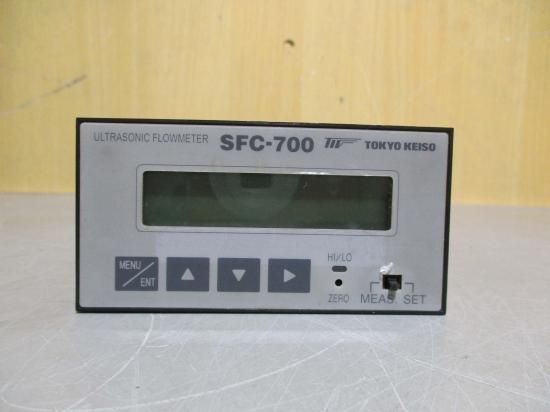 ULTRASONIC FLOWMETER SFC-700 TOKYO KEISO
MENU/ENT
HI/LO
ZERO
MEAS. SET